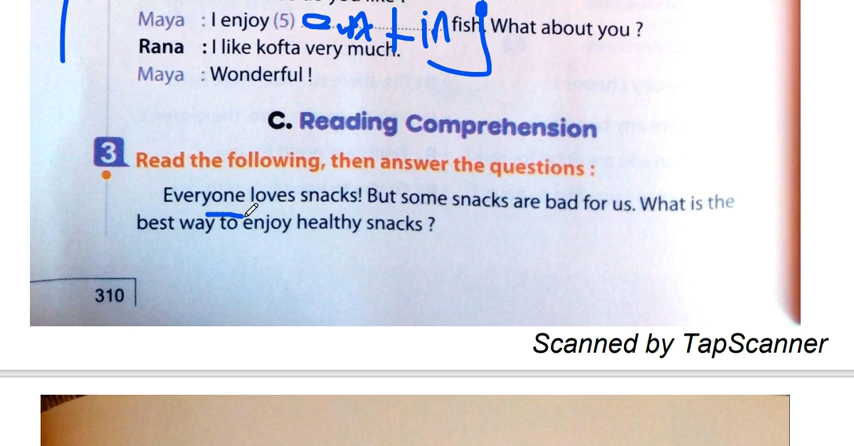 Maya : I enjoy (5) eat+ing fish. What about you ?
Rana : I like kofta very much.
Maya : Wonderful !
C. Reading Comprehension
3 Read the following, then answer the questions :
Everyone loves snacks! But some snacks are bad for us. What is the
best way to enjoy healthy snacks ?
310
Scanned by TapScanner